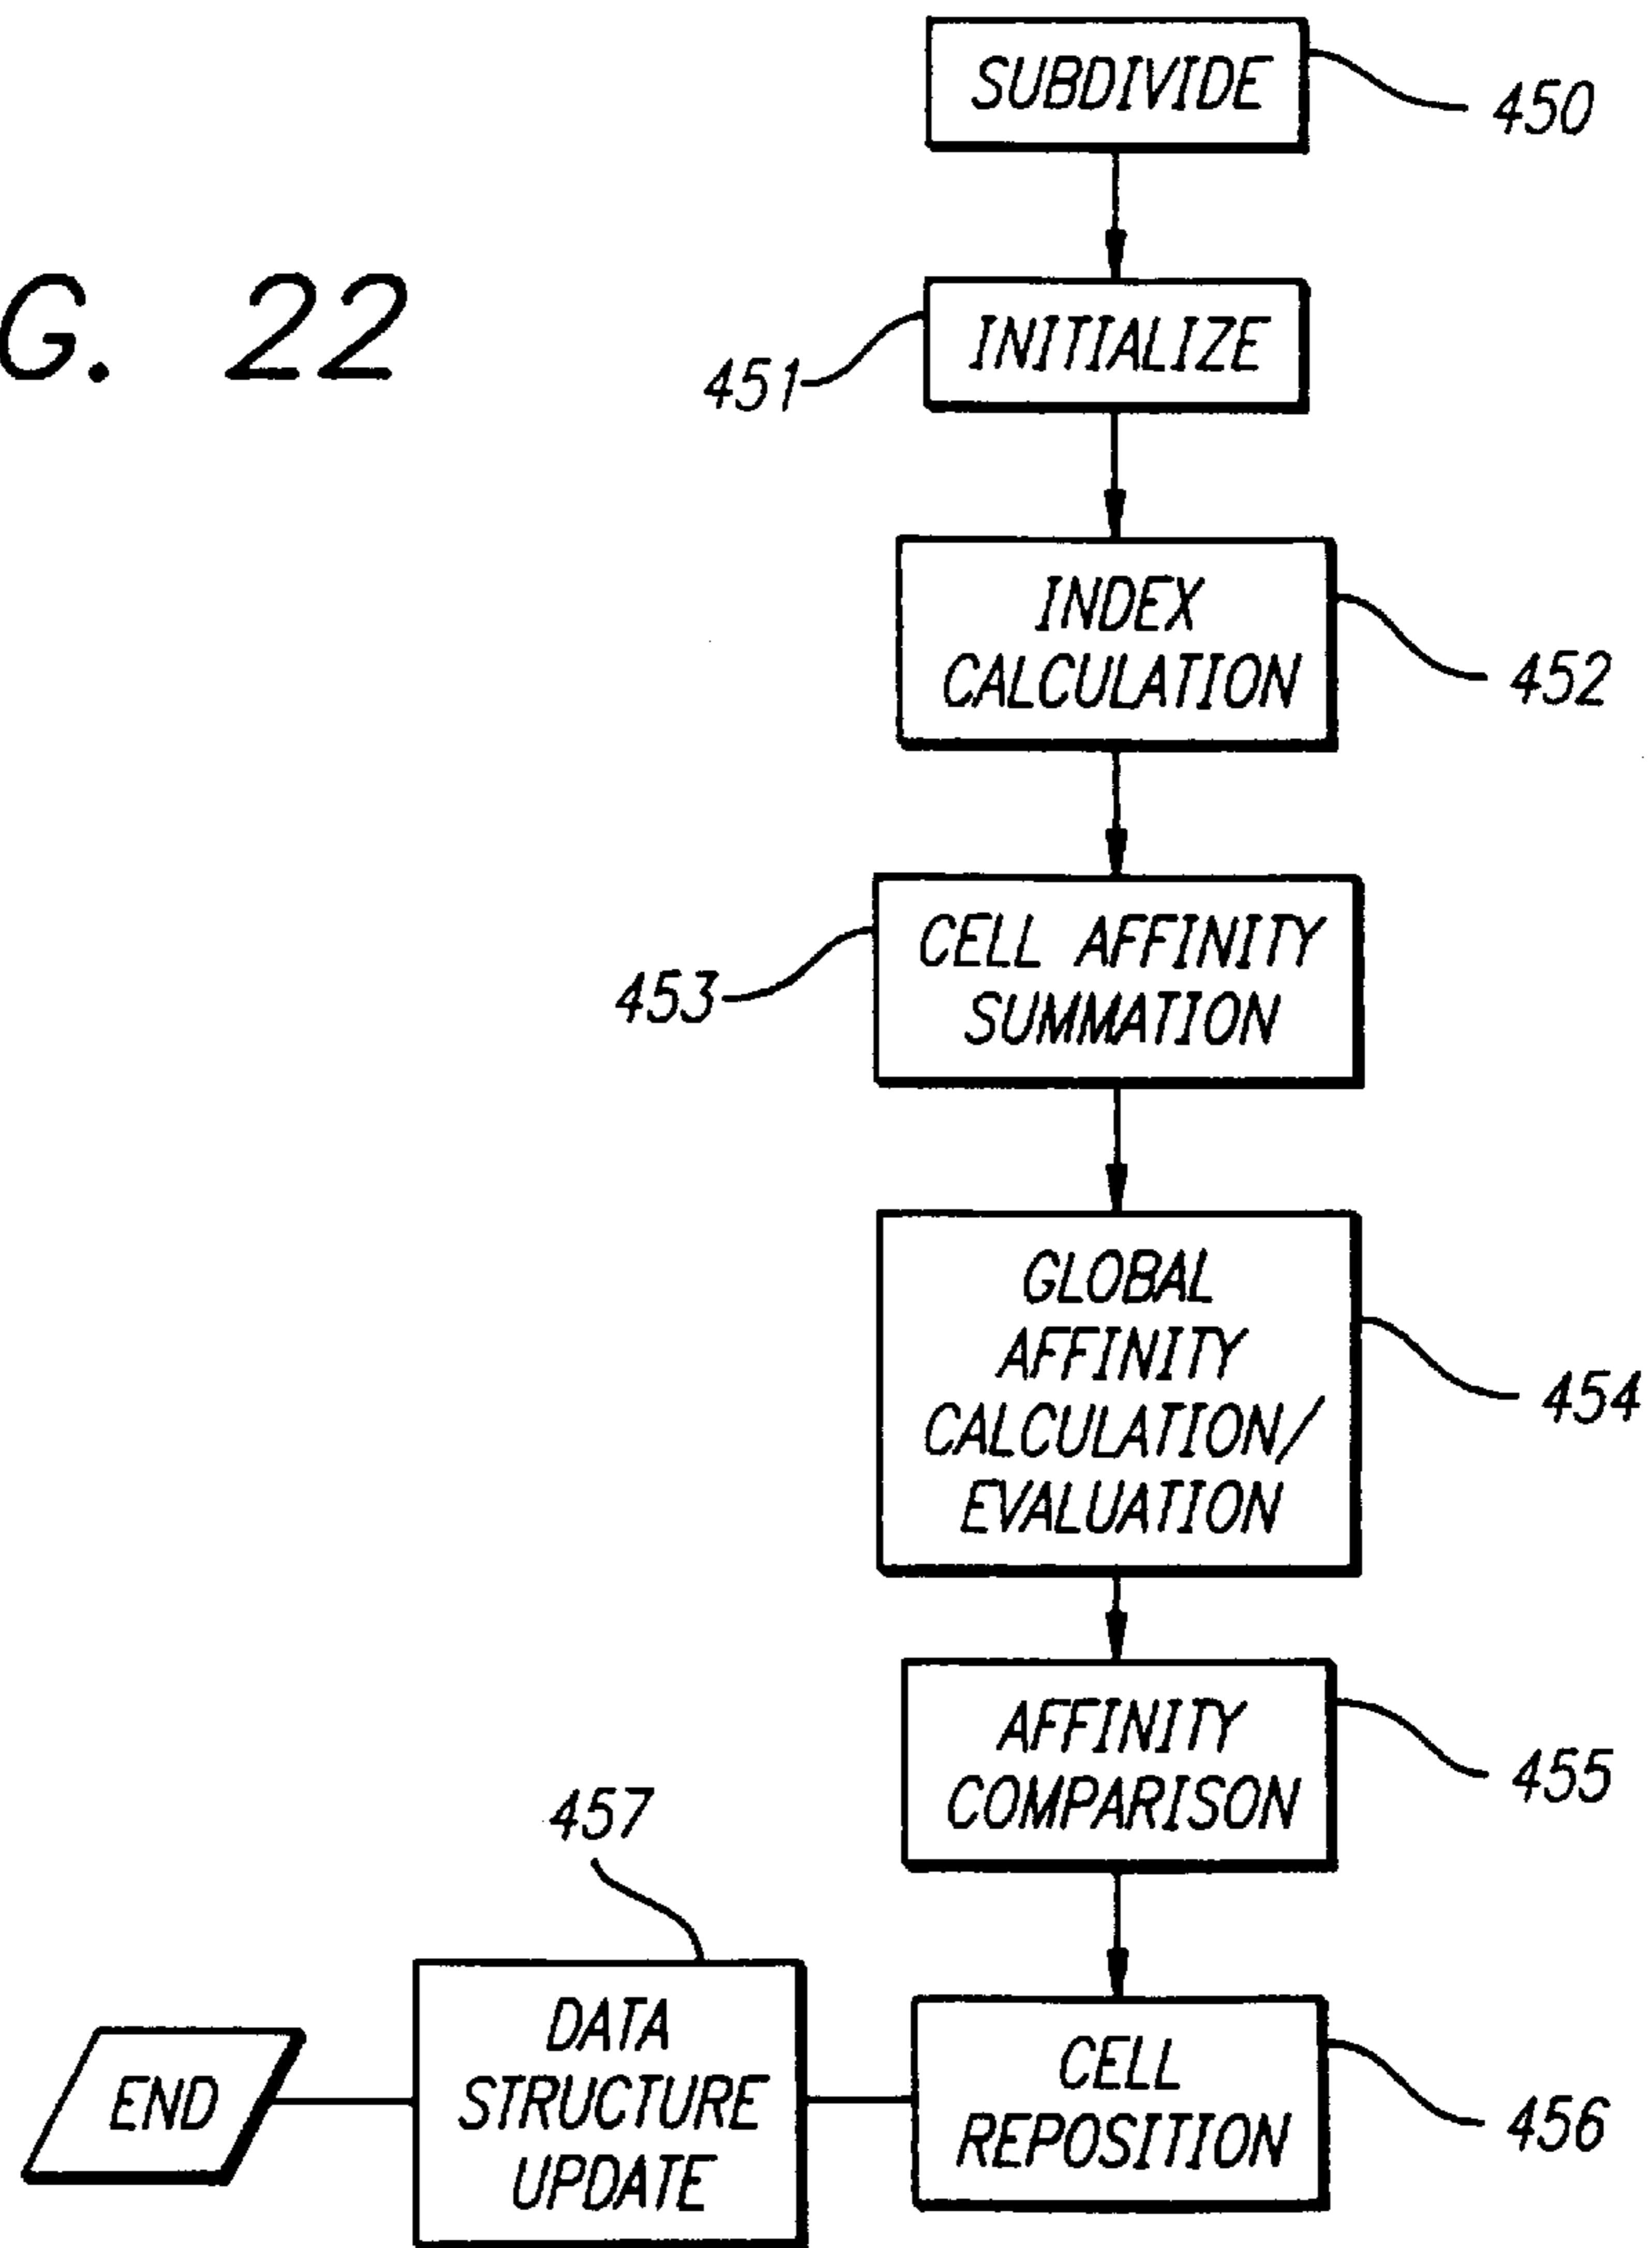 G. 22
SUBDIVIDE
450
INITIALIZE
451
INDEX
CALCULATION
452
CELL AFFINITY
SUMMATION
453
GLOBAL
AFFINITY
CALCULATION/
EVALUATION
454
AFFINITY
COMPARISON
455
CELL
REPOSITION
456
457
DATA
STRUCTURE
UPDATE
END